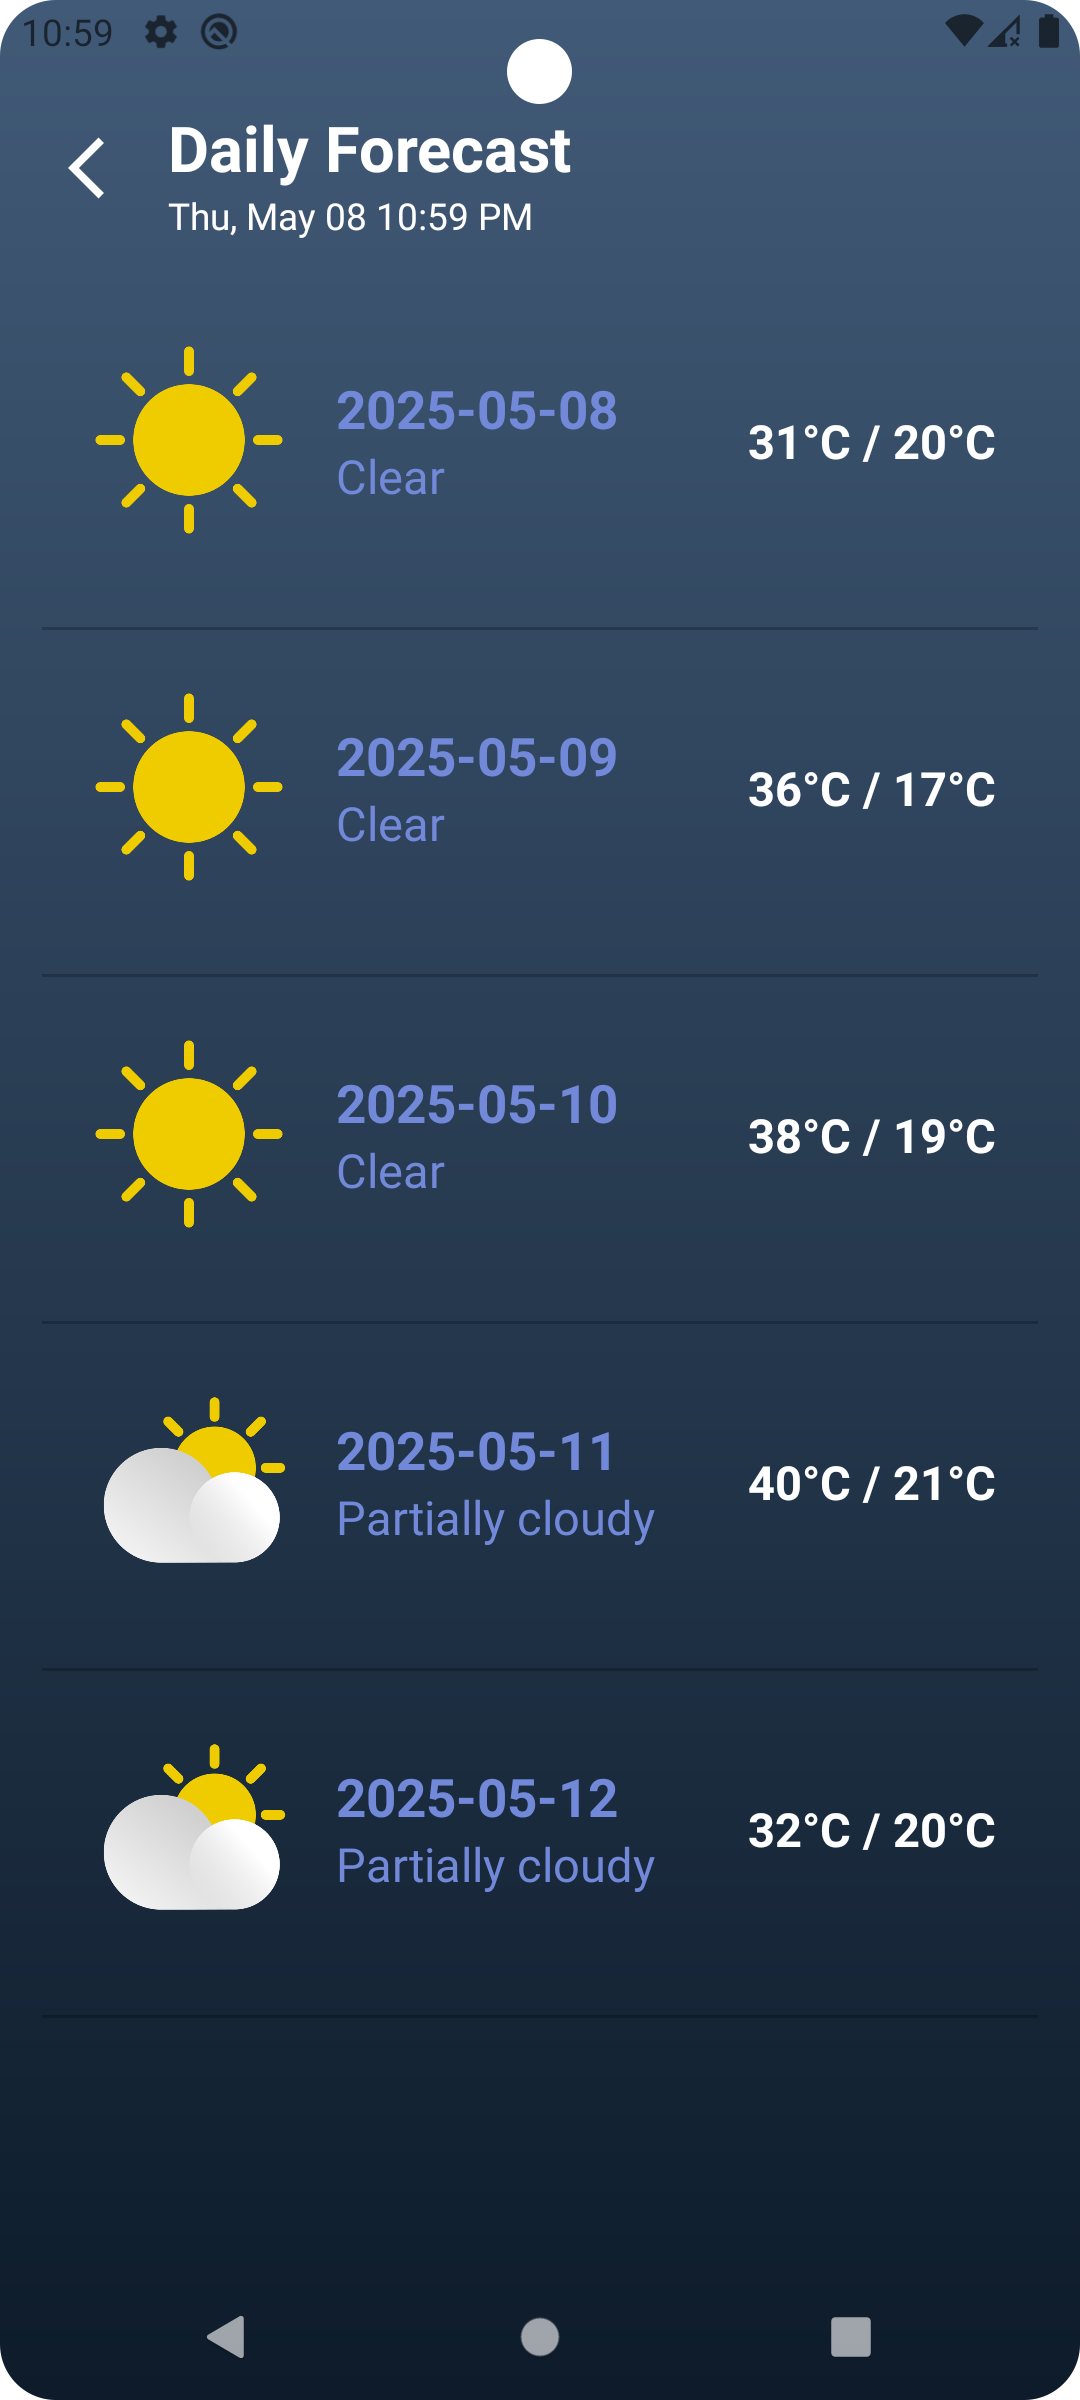 10:59
Daily Forecast
Thu, May 08 10:59 PM
2025-05-08
Clear
31°C / 20°C
2025-05-09
Clear
36°C / 17°C
2025-05-10
Clear
38°C / 19°C
2025-05-11
Partially cloudy
40°C / 21°C
2025-05-12
Partially cloudy
32°C / 20°C